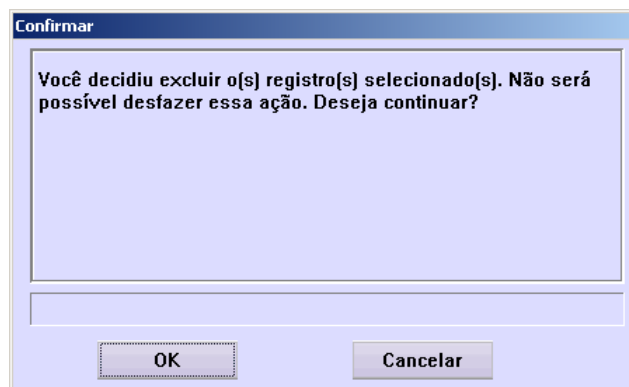 Confirmar
Você decidiu excluir o(s) registro(s) selecionado(s). Não será
possível desfazer essa ação. Deseja continuar?
OK
Cancelar